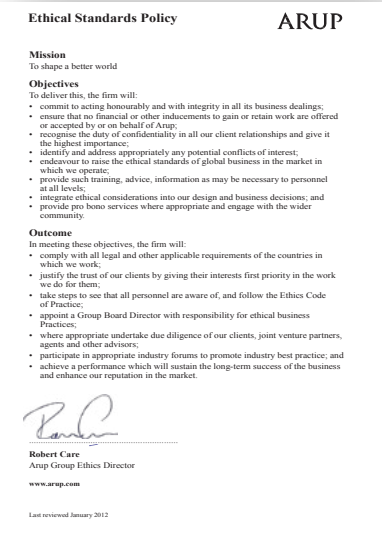 Ethical Standards Policy
ARUP
Mission
To shape a better world
Objectives
To deliver this, the firm will:
• commit to acting honourably and with integrity in all its business dealings;
• ensure that no financial or other inducements to gain or retain work are offered
or accepted by or on behalf of Arup;
• recognise the duty of confidentiality in all our client relationships and give it
the highest importance;
• identify and address appropriately any potential conflicts of interest;
• endeavour to raise the ethical standards of global business in the market in
which we operate;
• provide such training, advice, information as may be necessary to personnel
at all levels;
• integrate ethical considerations into our design and business decisions; and
• provide pro bono services where appropriate and engage with the wider
community.
Outcome
In meeting these objectives, the firm will:
• comply with all legal and other applicable requirements of the countries in
which we work;
• justify the trust of our clients by giving their interests first priority in the work
we do for them;
• take steps to see that all personnel are aware of, and follow the Ethics Code
of Practice;
• appoint a Group Board Director with responsibility for ethical business
Practices;
• where appropriate undertake due diligence of our clients, joint venture partners,
agents and other advisors;
• participate in appropriate industry forums to promote industry best practice; and
• achieve a performance which will sustain the long-term success of the business
and enhance our reputation in the market.
Robert Care
Arup Group Ethics Director
www.arup.com
Last reviewed January 2012